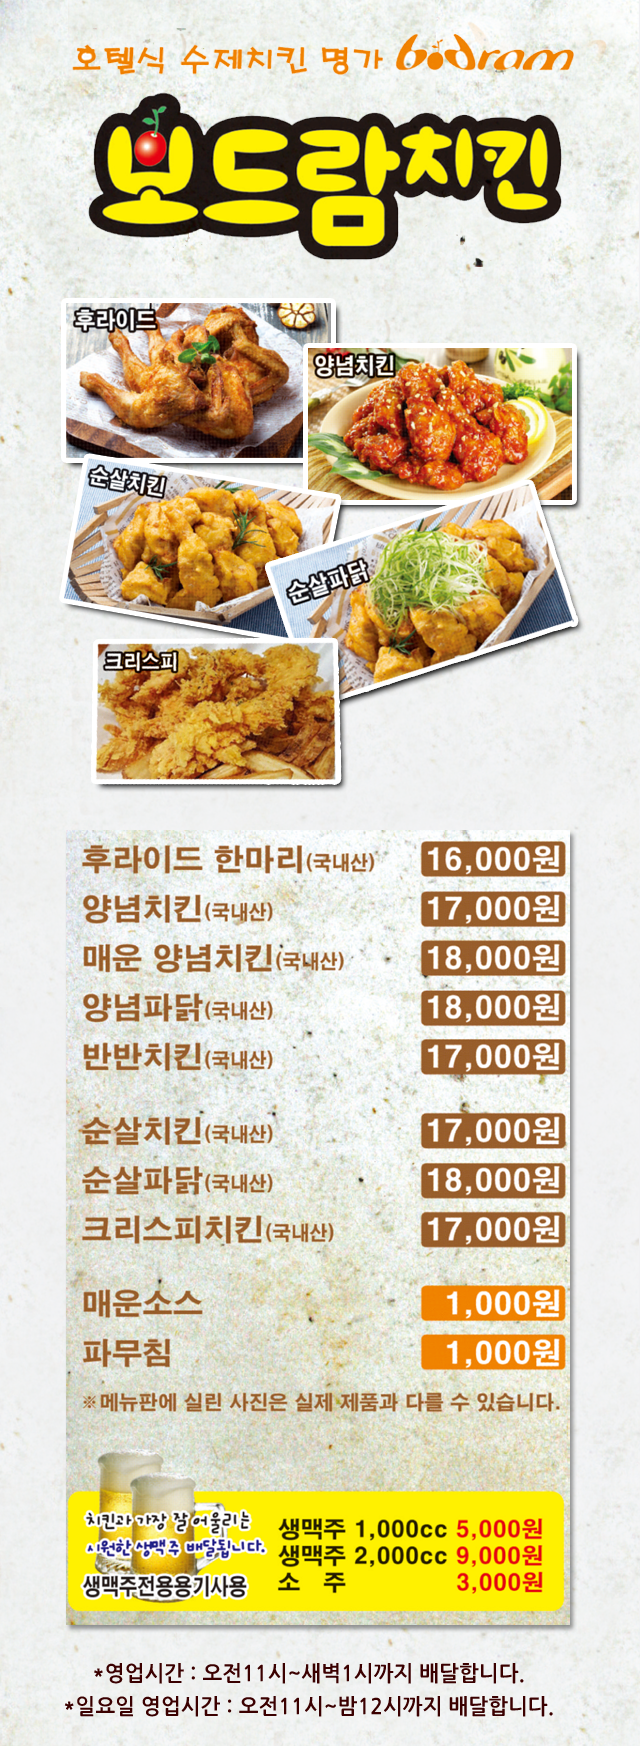 호텔식 수제치킨 명가 bodram
보드람치킨
후라이드
양념치킨
순살치킨
순살파닭
크리스피
후라이드 한마리(국내산) 16,000원
양념치킨(국내산) 17,000원
매운 양념치킨(국내산) 18,000원
양념파닭(국내산) 18,000원
반반치킨(국내산) 17,000원
순살치킨(국내산) 17,000원
순살파닭(국내산) 18,000원
크리스피치킨(국내산) 17,000원
매운소스 1,000원
파무침 1,000원
※메뉴판에 실린 사진은 실제 제품과 다를 수 있습니다.
치킨과 가장 잘 어울리는
시원한 생맥주 배달됩니다.
생맥주전용용기사용
생맥주 1,000cc 5,000원
생맥주 2,000cc 9,000원
소 주 3,000원
*영업시간 : 오전11시~새벽1시까지 배달합니다.
*일요일 영업시간 : 오전11시~밤12시까지 배달합니다.